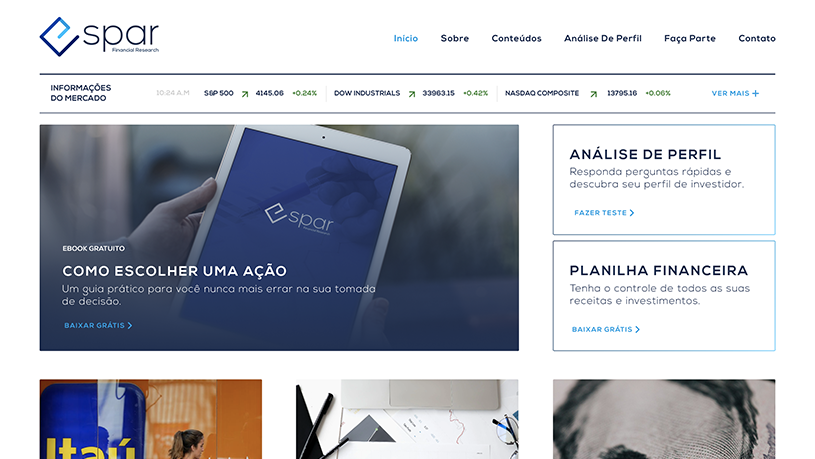 espar
Financial Research
Início Sobre Conteúdos Análise De Perfil Faça Parte Contato
INFORMAÇÕES
DO MERCADO
10:24 A.M S&P 500 4145.06 +0.24% DOW INDUSTRIALS 33963.15 +0.42% NASDAQ COMPOSITE 13795.16 +0.06% VER MAIS +
espar
Financial Research
EBOOK GRATUITO
COMO ESCOLHER UMA AÇÃO
Um guia prático para você nunca mais errar na sua tomada
de decisão.
BAIXAR GRÁTIS >
ANÁLISE DE PERFIL
Responda perguntas rápidas e
descubra seu perfil de investidor.
FAZER TESTE >
PLANILHA FINANCEIRA
Tenha o controle de todos as suas
receitas e investimentos.
BAIXAR GRÁTIS >
Itaú